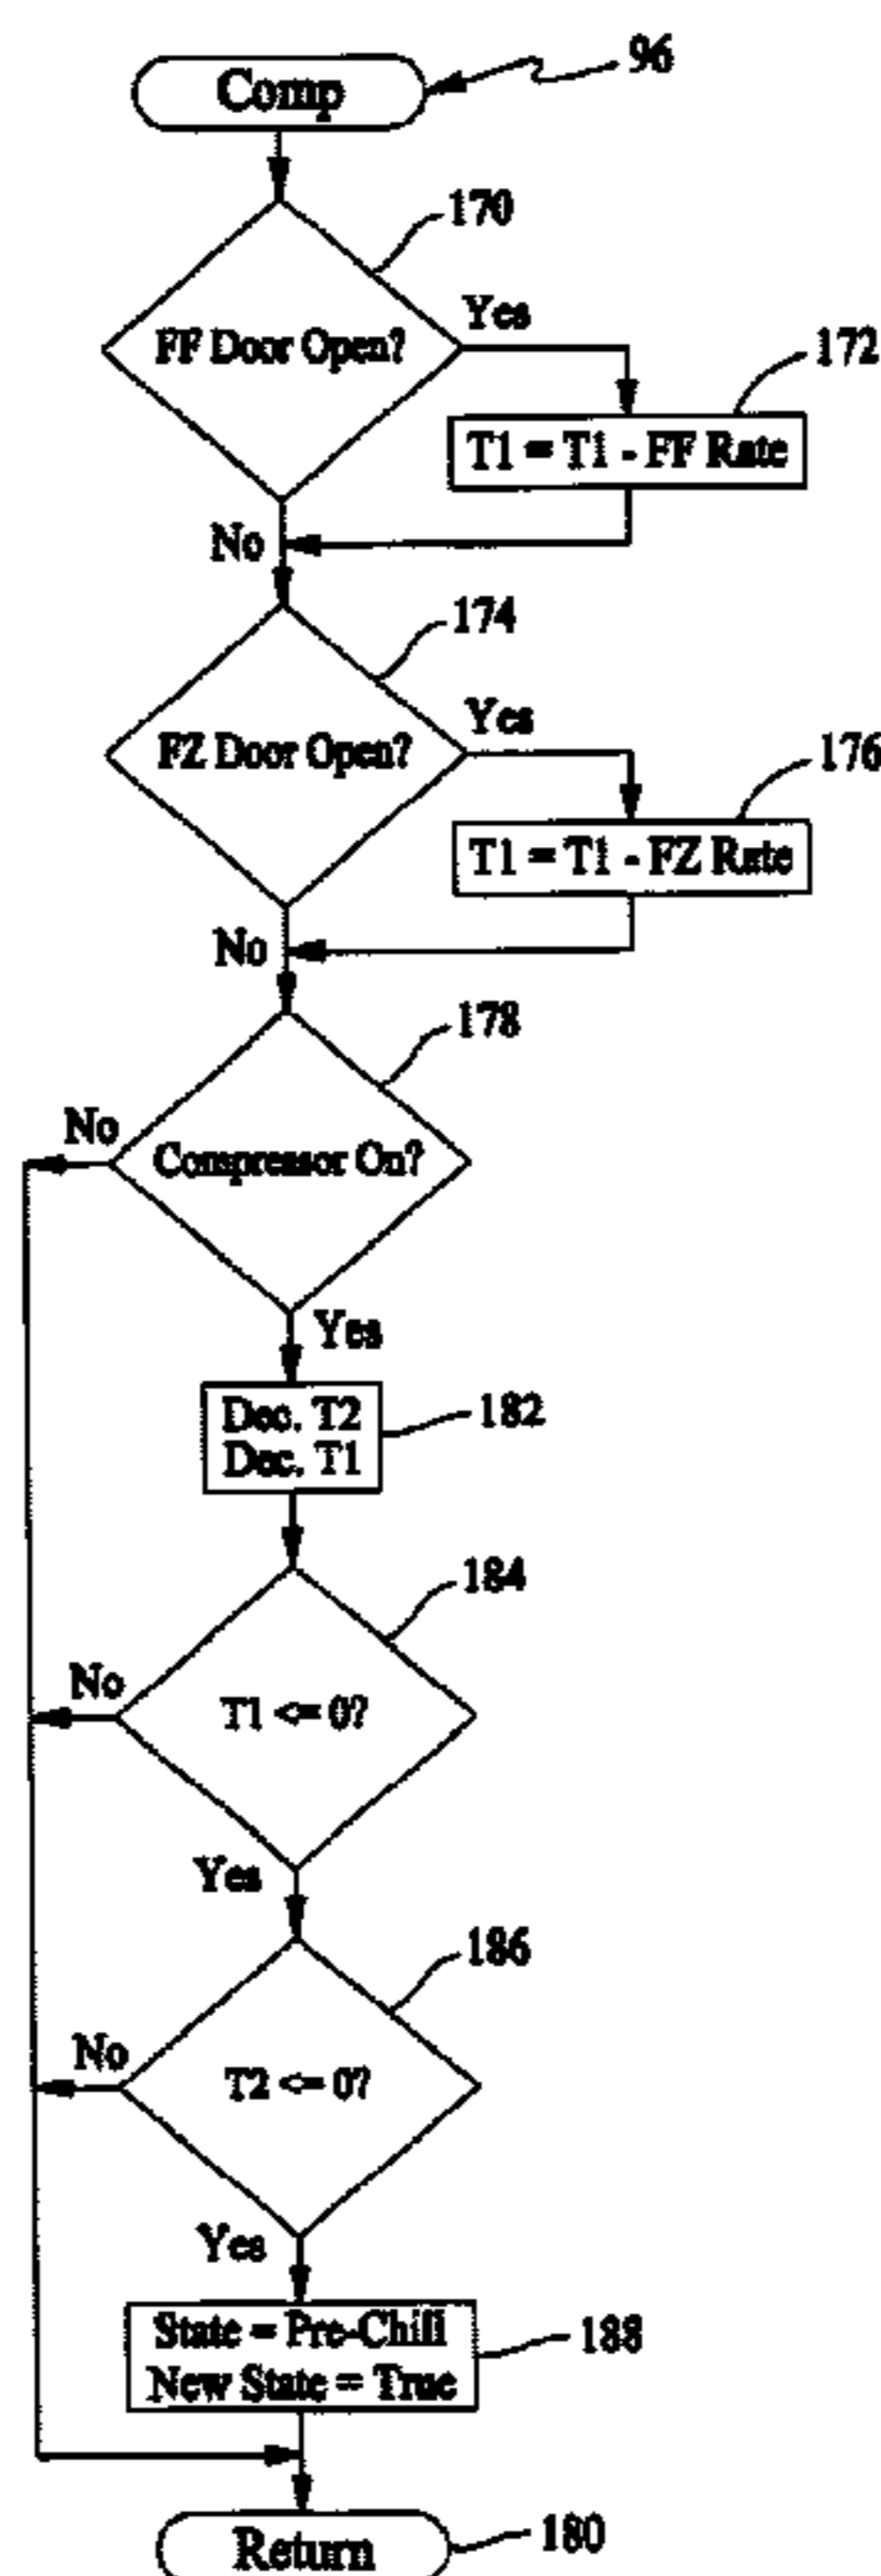 Comp
96
170
FF Door Open?
Yes
172
T1 = T1 - FF Rate
No
174
FZ Door Open?
Yes
176
T1 = T1 - FZ Rate
No
178
No
Compressor On?
Yes
Dec. T2
Dec. T1
182
184
No
T1 <= 0?
Yes
186
No
T2 <= 0?
Yes
State = Pre-Chill
New State = True
188
Return
180